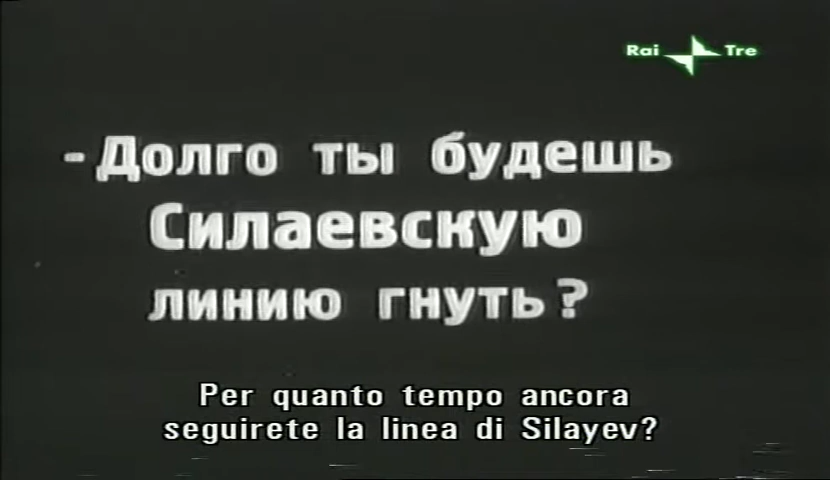 Rai Tre
- Долго ты будешь
Силаевскую
линию гнуть?
Per quanto tempo ancora
seguirete la linea di Silayev?